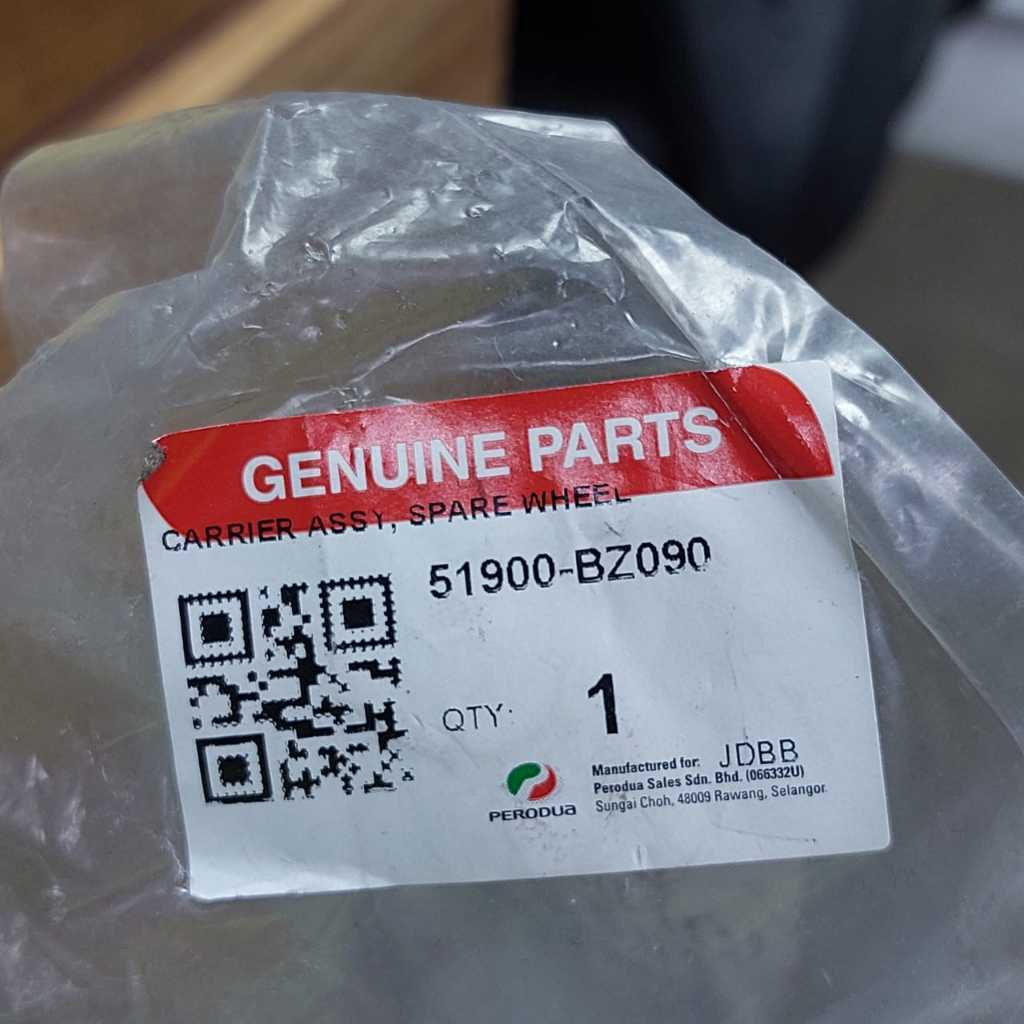 GENUINE PARTS
CARRIER ASSY, SPARE WHEEL
51900-BZ090
QTY: 1
PERODUA
Manufactured for: JDBB
Perodua Sales Sdn. Bhd. (066332U)
Sungai Choh, 48009 Rawang, Selangor.